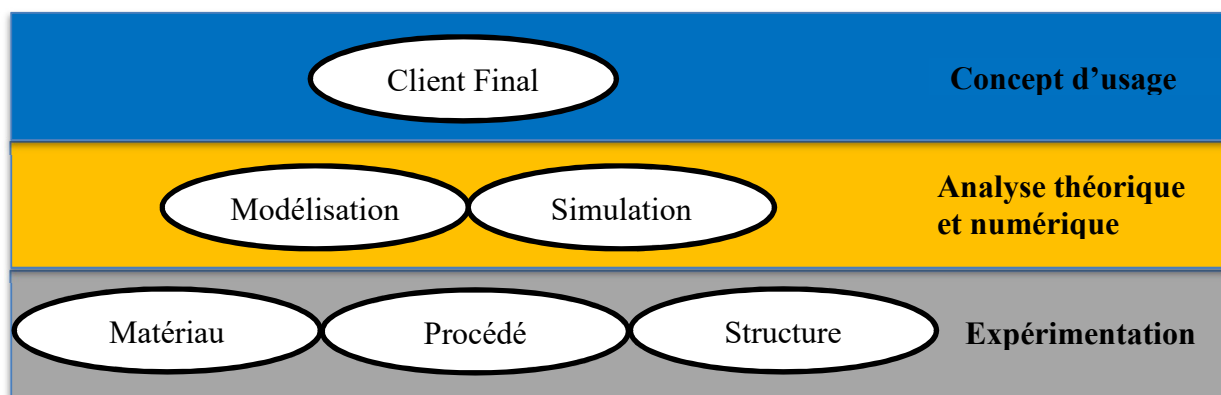 Client Final
Concept d’usage
Modélisation
Simulation
Analyse théorique
et numérique
Matériau
Procédé
Structure
Expérimentation